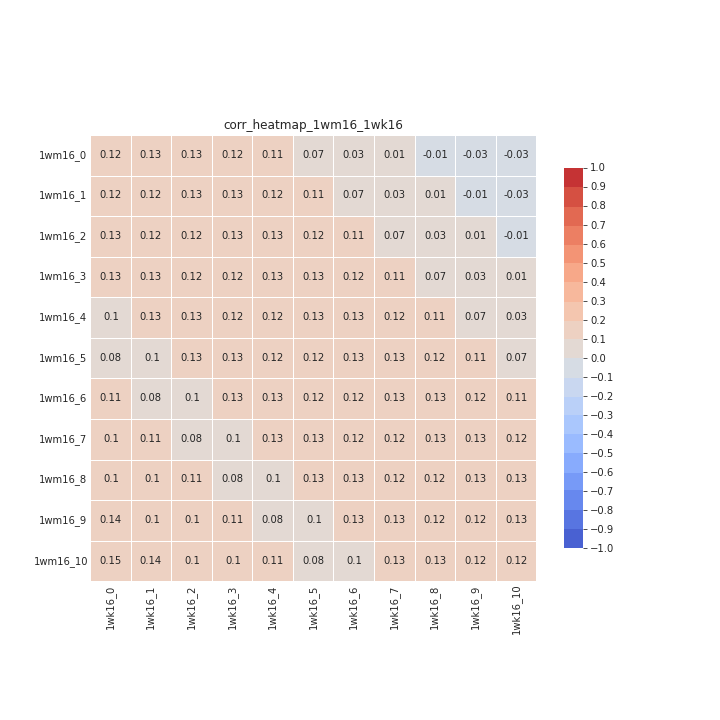 corr_heatmap_1wm16_1wk16
1wm16_0 0.12 0.13 0.13 0.12 0.11 0.07 0.03 0.01 -0.01 -0.03 -0.03
1wm16_1 0.12 0.12 0.13 0.13 0.12 0.11 0.07 0.03 0.01 -0.01 -0.03
1wm16_2 0.13 0.12 0.12 0.13 0.13 0.12 0.11 0.07 0.03 0.01 -0.01
1wm16_3 0.13 0.13 0.12 0.12 0.13 0.13 0.12 0.11 0.07 0.03 0.01
1wm16_4 0.1 0.13 0.13 0.12 0.12 0.13 0.13 0.12 0.11 0.07 0.03
1wm16_5 0.08 0.1 0.13 0.13 0.12 0.12 0.13 0.13 0.12 0.11 0.07
1wm16_6 0.11 0.08 0.1 0.13 0.13 0.12 0.12 0.13 0.13 0.12 0.11
1wm16_7 0.1 0.11 0.08 0.1 0.13 0.13 0.12 0.12 0.13 0.13 0.12
1wm16_8 0.1 0.1 0.11 0.08 0.1 0.13 0.13 0.12 0.12 0.13 0.13
1wm16_9 0.14 0.1 0.1 0.11 0.08 0.1 0.13 0.13 0.12 0.12 0.13
1wm16_10 0.15 0.14 0.1 0.1 0.11 0.08 0.1 0.13 0.13 0.12 0.12
1wk16_0 1wk16_1 1wk16_2 1wk16_3 1wk16_4 1wk16_5 1wk16_6 1wk16_7 1wk16_8 1wk16_9 1wk16_10
1.0
0.9
0.8
0.7
0.6
0.5
0.4
0.3
0.2
0.1
0.0
−0.1
−0.2
−0.3
−0.4
−0.5
−0.6
−0.7
−0.8
−0.9
−1.0